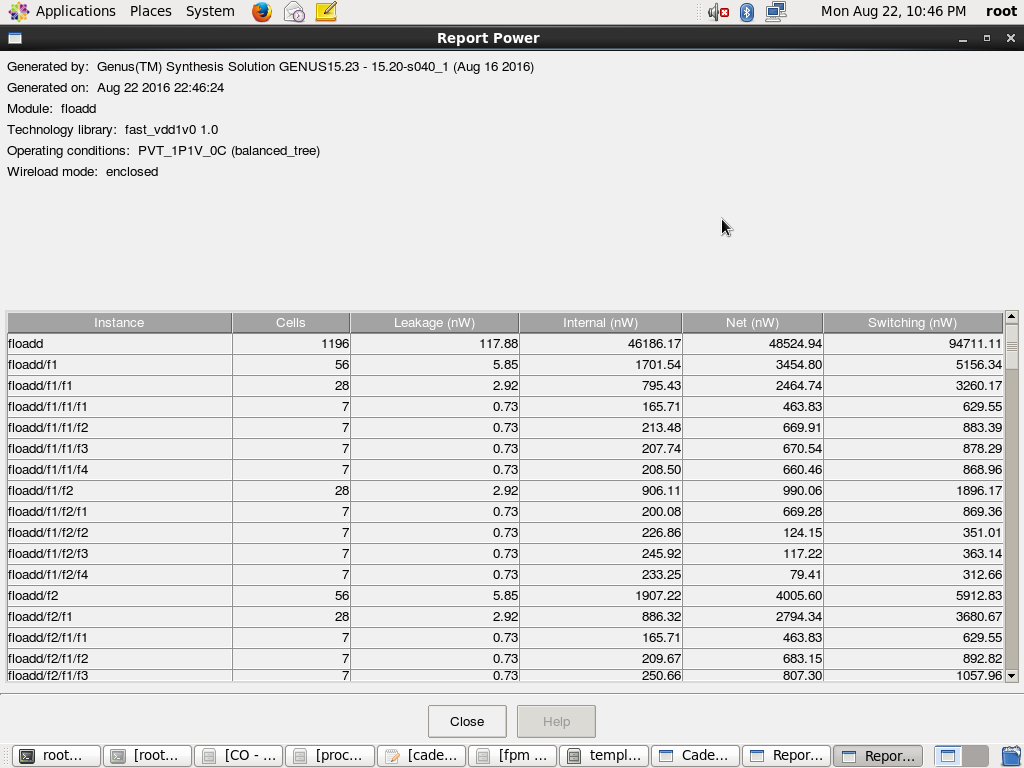 Applications Places System Mon Aug 22, 10:46 PM root
Report Power
Generated by: Genus(TM) Synthesis Solution GENUS15.23 - 15.20-s040_1 (Aug 16 2016)
Generated on: Aug 22 2016 22:46:24
Module: floadd
Technology library: fast_vdd1v0 1.0
Operating conditions: PVT_1P1V_0C (balanced_tree)
Wireload mode: enclosed
Instance Cells Leakage (nW) Internal (nW) Net (nW) Switching (nW)
floadd 1196 117.88 46186.17 48524.94 94711.11
floadd/f1 56 5.85 1701.54 3454.80 5156.34
floadd/f1/f1 28 2.92 795.43 2464.74 3260.17
floadd/f1/f1/f1 7 0.73 165.71 463.83 629.55
floadd/f1/f1/f2 7 0.73 213.48 669.91 883.39
floadd/f1/f1/f3 7 0.73 207.74 670.54 878.29
floadd/f1/f1/f4 7 0.73 208.50 660.46 868.96
floadd/f1/f2 28 2.92 906.11 990.06 1896.17
floadd/f1/f2/f1 7 0.73 200.08 669.28 869.36
floadd/f1/f2/f2 7 0.73 226.86 124.15 351.01
floadd/f1/f2/f3 7 0.73 245.92 117.22 363.14
floadd/f1/f2/f4 7 0.73 233.25 79.41 312.66
floadd/f2 56 5.85 1907.22 4005.60 5912.83
floadd/f2/f1 28 2.92 886.32 2794.34 3680.67
floadd/f2/f1/f1 7 0.73 165.71 463.83 629.55
floadd/f2/f1/f2 7 0.73 209.67 683.15 892.82
floadd/f2/f1/f3 7 0.73 250.66 807.30 1057.96
Close Help
root... [root... [CO - ... [proc... [cade... [fpm ... templ... Cade... Repor... Repor...